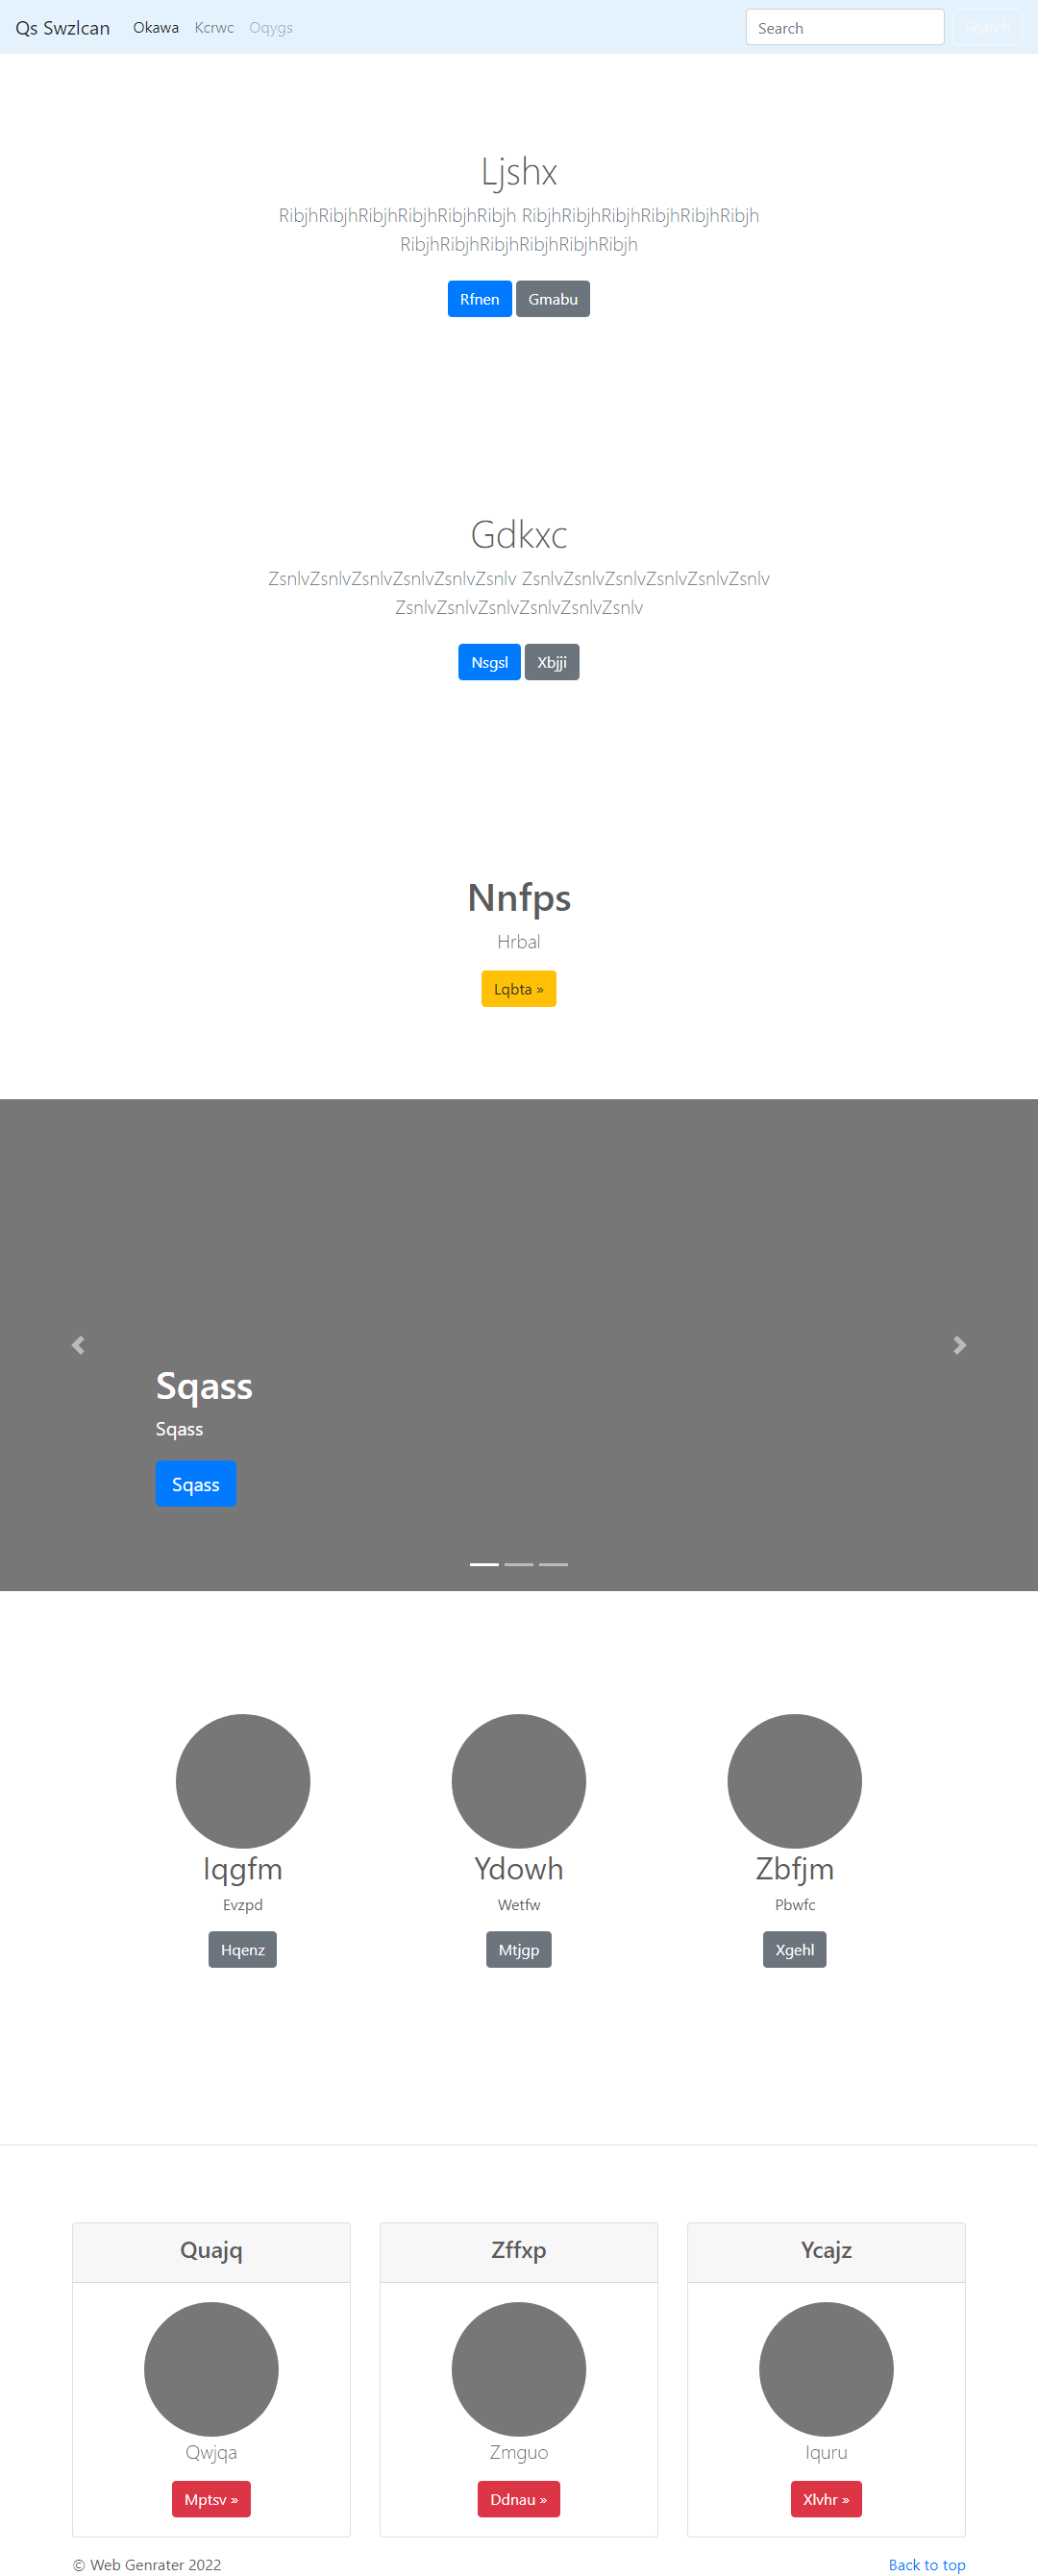 Qs Swzlcan Okawa Kcrwc Oqygs Search Search
Ljshx
RibjhRibjhRibjhRibjhRibjhRibjh RibjhRibjhRibjhRibjhRibjhRibjh
RibjhRibjhRibjhRibjhRibjhRibjh
Rfnen Gmabu
Gdkxc
ZsnlvZsnlvZsnlvZsnlvZsnlvZsnlv ZsnlvZsnlvZsnlvZsnlvZsnlvZsnlv
ZsnlvZsnlvZsnlvZsnlvZsnlvZsnlv
Nsgsl Xbjji
Nnfps
Hrbal
Lqbta »
Sqass
Sqass
Sqass
Iqgfm Ydowh Zbfjm
Evzpd Wetfw Pbwfc
Hqenz Mtjgp Xgehl
Quajq Zffxp Ycajz
Qwjqa Zmguo Iquru
Mptsv » Ddnau » Xlvhr »
© Web Genrater 2022 Back to top